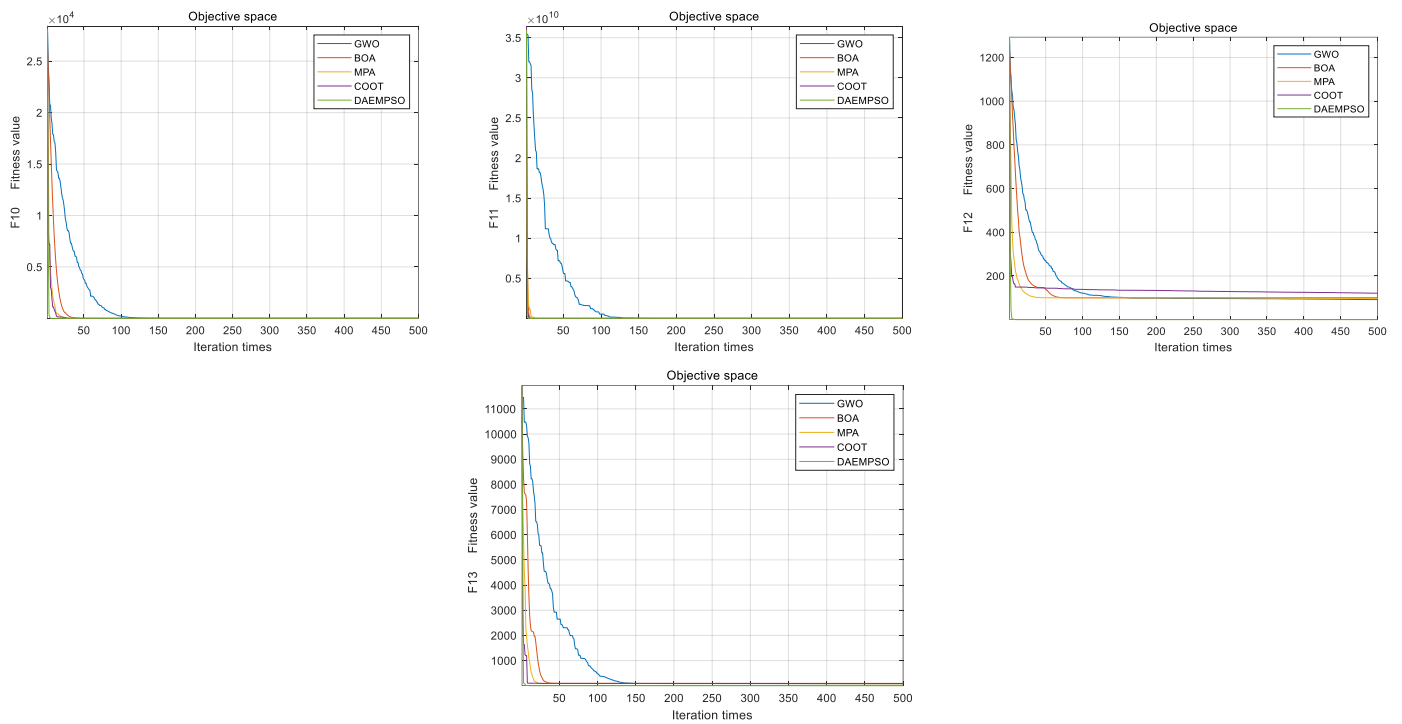 ×10⁴
Objective space
GWO
BOA
MPA
COOT
DAEMPSO
2.5
2
1.5
1
0.5
F10 Fitness value
50 100 150 200 250 300 350 400 450 500
Iteration times
×10¹⁰
Objective space
GWO
BOA
MPA
COOT
DAEMPSO
3.5
3
2.5
2
1.5
1
0.5
F11 Fitness value
50 100 150 200 250 300 350 400 450 500
Iteration times
Objective space
GWO
BOA
MPA
COOT
DAEMPSO
1200
1000
800
600
400
200
F12 Fitness value
50 100 150 200 250 300 350 400 450 500
Iteration times
Objective space
GWO
BOA
MPA
COOT
DAEMPSO
11000
10000
9000
8000
7000
6000
5000
4000
3000
2000
1000
F13 Fitness value
50 100 150 200 250 300 350 400 450 500
Iteration times